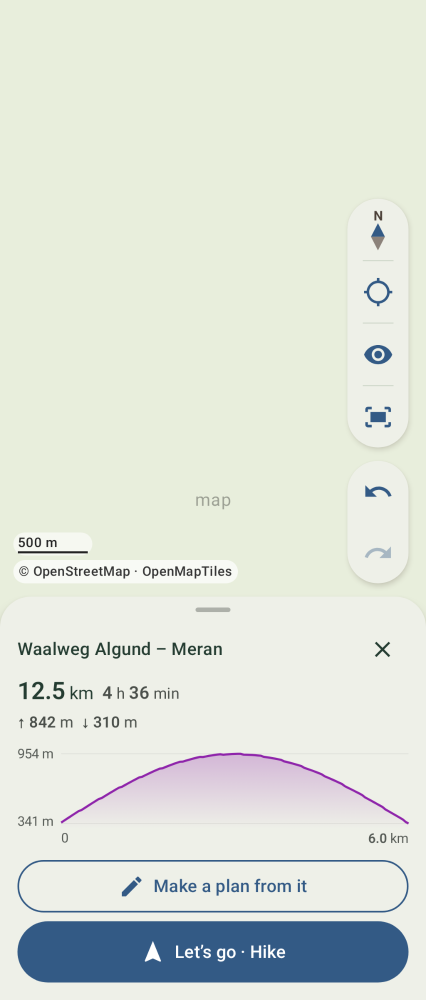 N
map
500 m
© OpenStreetMap · OpenMapTiles
Waalweg Algund – Meran
12.5 km 4 h 36 min
↑ 842 m ↓ 310 m
954 m
341 m
0 6.0 km
Make a plan from it
Let’s go · Hike